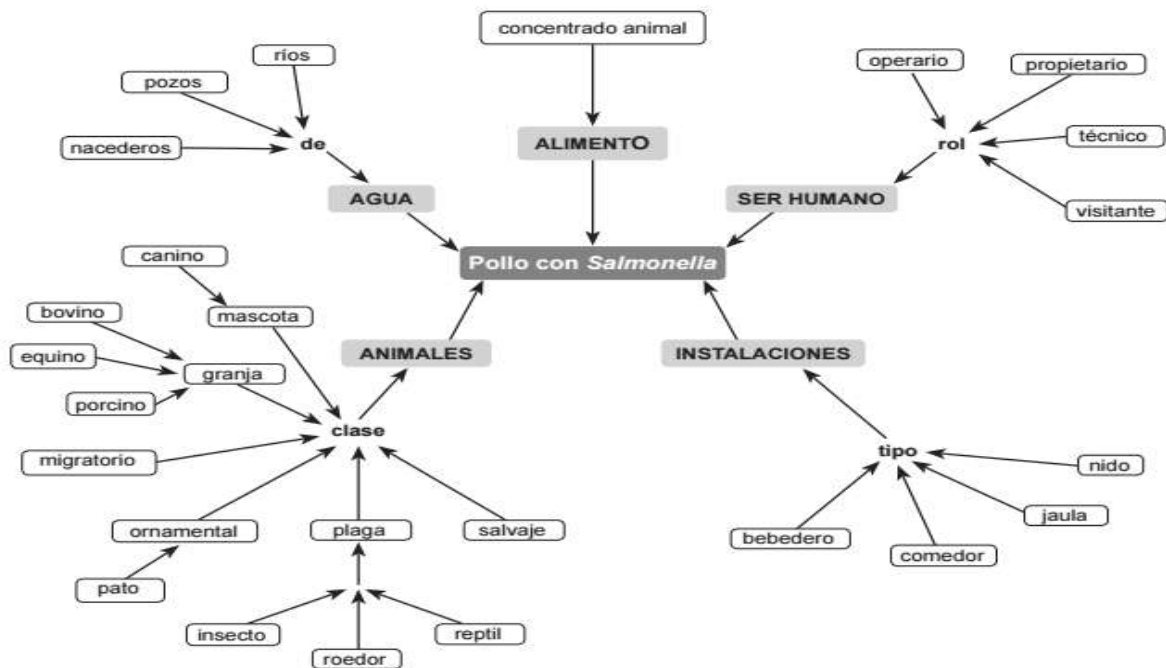 concentrado animal
ríos
operario
propietario
pozos
nacederos
de
ALIMENTO
rol
técnico
AGUA
SER HUMANO
visitante
Pollo con Salmonella
canino
bovino
mascota
equino
granja
ANIMALES
INSTALACIONES
porcino
clase
migratorio
tipo
nido
ornamental
plaga
salvaje
bebedero
jaula
comedor
pato
insecto
reptil
roedor